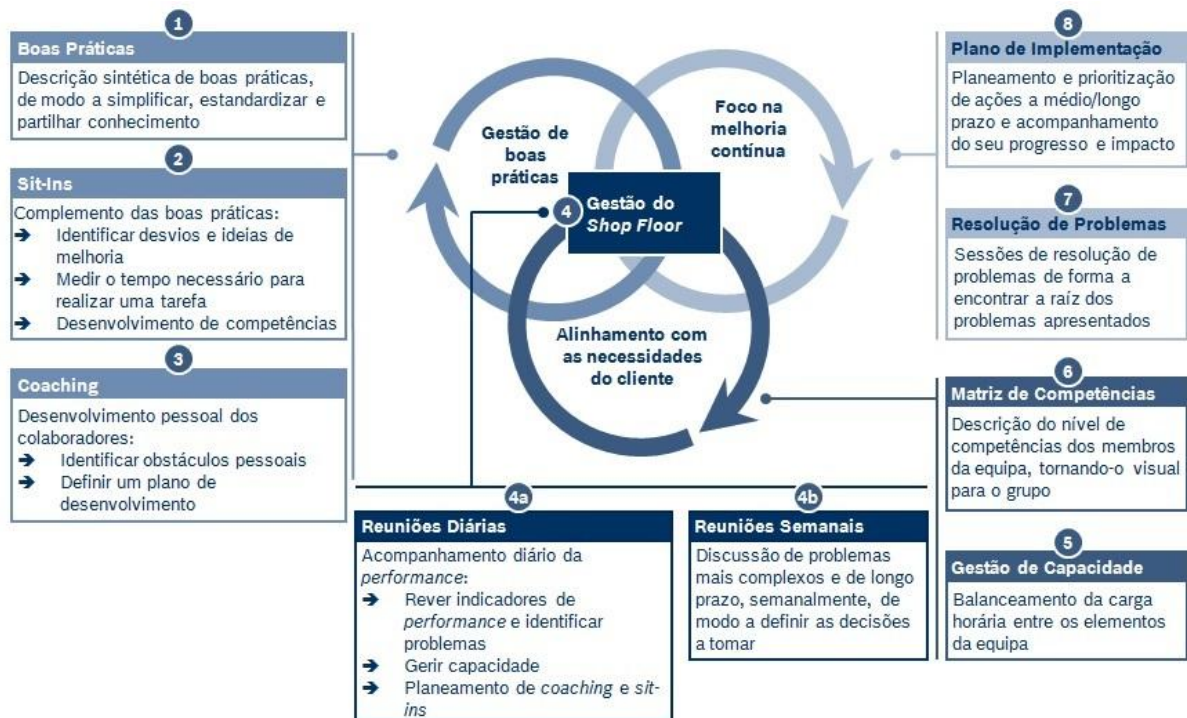 1
Boas Práticas
Descrição sintética de boas práticas,
de modo a simplificar, estandardizar e
partilhar conhecimento
2
Sit-Ins
Complemento das boas práticas:
➔ Identificar desvios e ideias de
melhoria
➔ Medir o tempo necessário para
realizar uma tarefa
➔ Desenvolvimento de competências
3
Coaching
Desenvolvimento pessoal dos
colaboradores:
➔ Identificar obstáculos pessoais
➔ Definir um plano de
desenvolvimento
Gestão de
boas
práticas
Foco na
melhoria
contínua
4
Gestão do
Shop Floor
Alinhamento com
as necessidades
do cliente
4a
Reuniões Diárias
Acompanhamento diário da
performance:
➔ Rever indicadores de
performance e identificar
problemas
➔ Gerir capacidade
➔ Planeamento de coaching e sit-
ins
4b
Reuniões Semanais
Discussão de problemas
mais complexos e de longo
prazo, semanalmente, de
modo a definir as decisões
a tomar
8
Plano de Implementação
Planeamento e prioritização
de ações a médio/longo
prazo e acompanhamento
do seu progresso e impacto
7
Resolução de Problemas
Sessões de resolução de
problemas de forma a
encontrar a raíz dos
problemas apresentados
6
Matriz de Competências
Descrição do nível de
competências dos membros
da equipa, tornando-o visual
para o grupo
5
Gestão de Capacidade
Balanceamento da carga
horária entre os elementos
da equipa